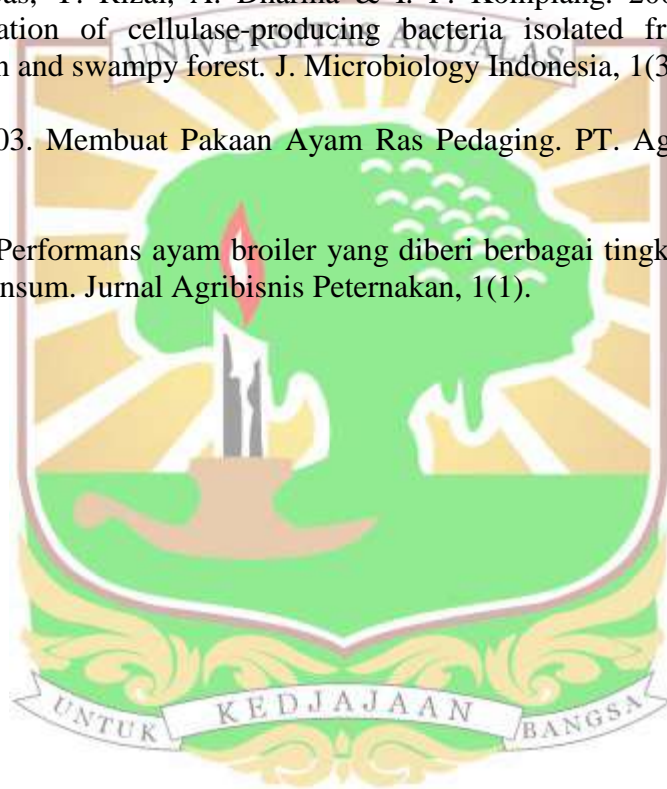 Rizal, A. Dharma & I. P. Kompiang.
ation of cellulase-producing bacteria isolated fr
n and swampy forest. J. Microbiology Indonesia, 1(3
UNIVERSITAS ANDALAS
03. Membuat Pakaan Ayam Ras Pedaging. PT. Ag
Performans ayam broiler yang diberi berbagai tingk
nsum. Jurnal Agribisnis Peternakan, 1(1).
UNTUK KEDJAJAAN BANGSA